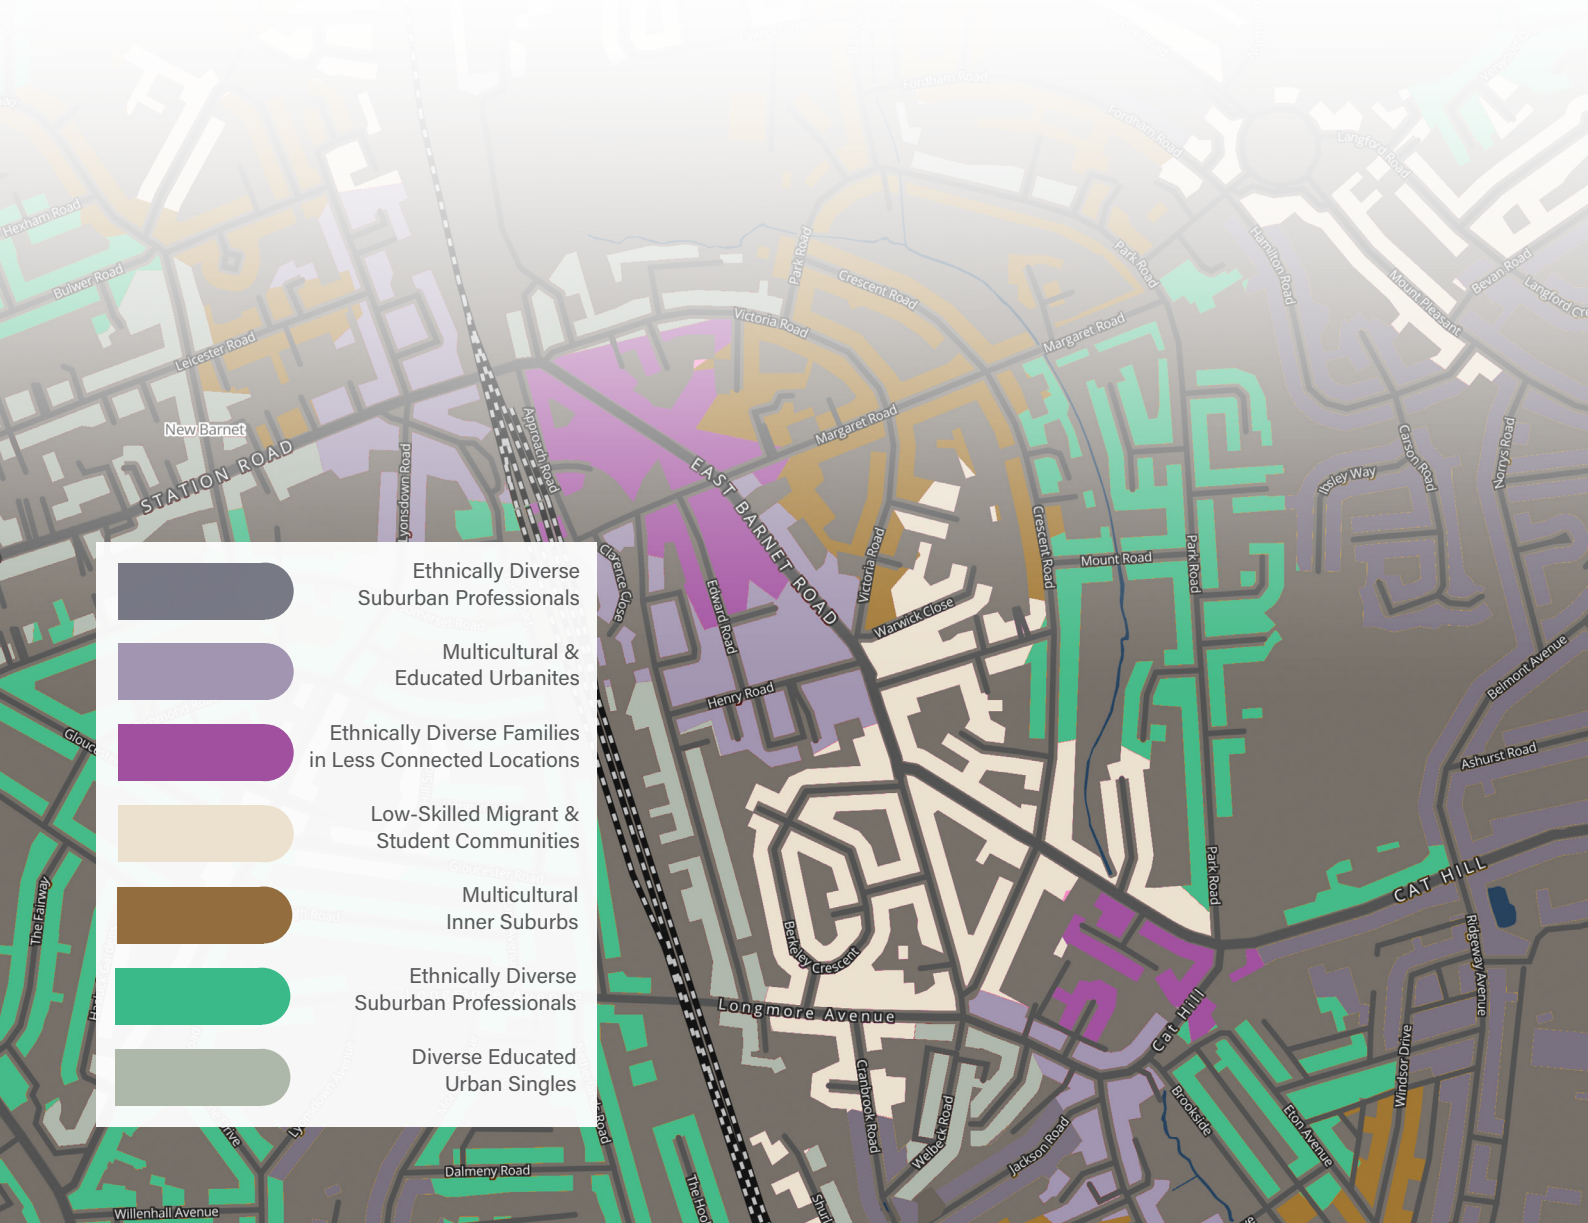 Fordham Road
Fordham Road
Langford Road
Hexham Road
Park Road
Park Road
Hamilton Road
Bulwer Road
Crescent Road
Bevan Road
Mount Pleasant
Victoria Road
Margaret Road
Leicester Road
New Barnet
Margaret Road
Approach Road
Carson Road
Norrys Road
STATION ROAD
Lyonsdown Road
EAST BARNET ROAD
Ibsley Way
Crescent Road
Victoria Road
Park Road
Mount Road
Clarence Close
Edward Road
Warwick Close
Henry Road
Belmont Avenue
Ashurst Road
Ethnically Diverse
Suburban Professionals
Multicultural &
Educated Urbanites
Ethnically Diverse Families
in Less Connected Locations
Low-Skilled Migrant &
Student Communities
Multicultural
Inner Suburbs
Ethnically Diverse
Suburban Professionals
Diverse Educated
Urban Singles
The Fairway
Park Road
CAT HILL
Berkeley Crescent
Ridgeway Avenue
Longmore Avenue
Cat Hill
Cranbrook Road
Welbeck Road
Jackson Road
Brookside
Eton Avenue
Windsor Drive
Dalmeny Road
Willenhall Avenue